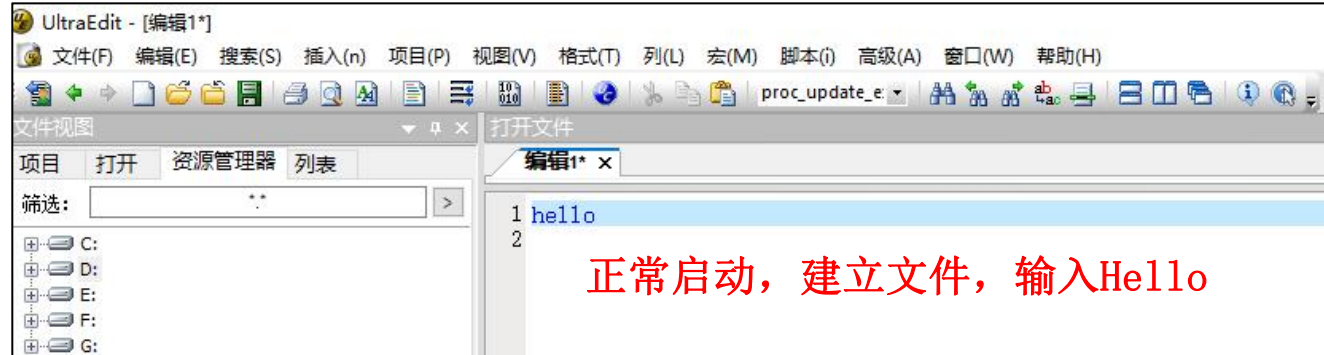 UltraEdit - [编辑1*]
文件(F) 编辑(E) 搜索(S) 插入(n) 项目(P) 视图(V) 格式(T) 列(L) 宏(M) 脚本(i) 高级(A) 窗口(W) 帮助(H)
proc_update_e
文件视图
打开文件
项目 打开 资源管理器 列表
编辑1*
筛选: *.*
1 hello
2
C:
D:
E:
F:
G:
正常启动，建立文件，输入Hello